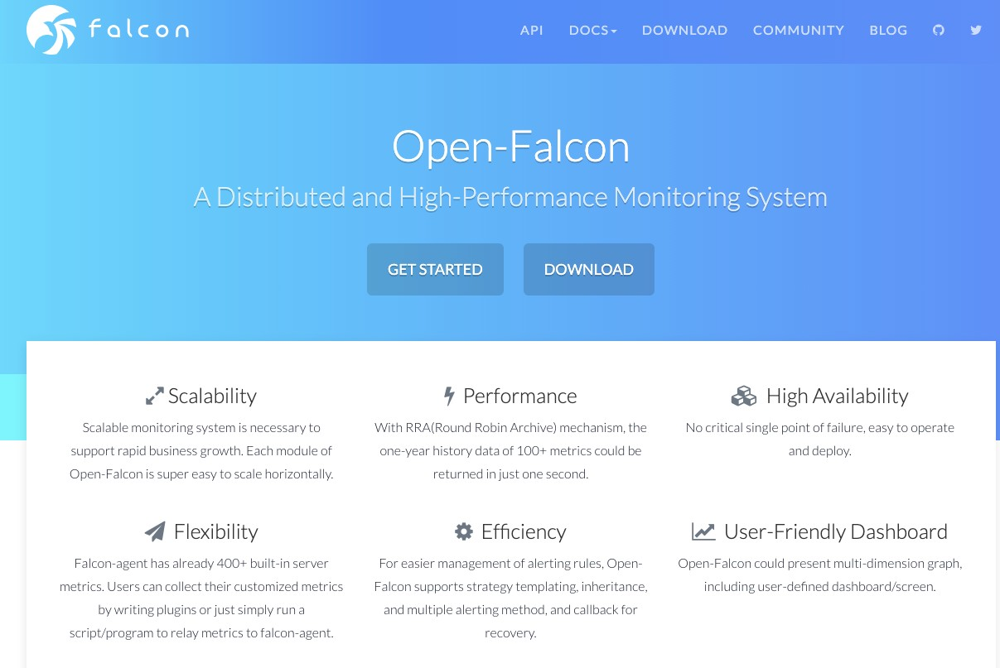 falcon
API DOCS DOWNLOAD COMMUNITY BLOG
Open-Falcon
A Distributed and High-Performance Monitoring System
GET STARTED DOWNLOAD
Scalability
Scalable monitoring system is necessary to
support rapid business growth. Each module of
Open-Falcon is super easy to scale horizontally.
Performance
With RRA(Round Robin Archive) mechanism, the
one-year history data of 100+ metrics could be
returned in just one second.
High Availability
No critical single point of failure, easy to operate
and deploy.
Flexibility
Falcon-agent has already 400+ built-in server
metrics. Users can collect their customized metrics
by writing plugins or just simply run a
script/program to relay metrics to falcon-agent.
Efficiency
For easier management of alerting rules, Open-
Falcon supports strategy templating, inheritance,
and multiple alerting method, and callback for
recovery.
User-Friendly Dashboard
Open-Falcon could present multi-dimension graph,
including user-defined dashboard/screen.